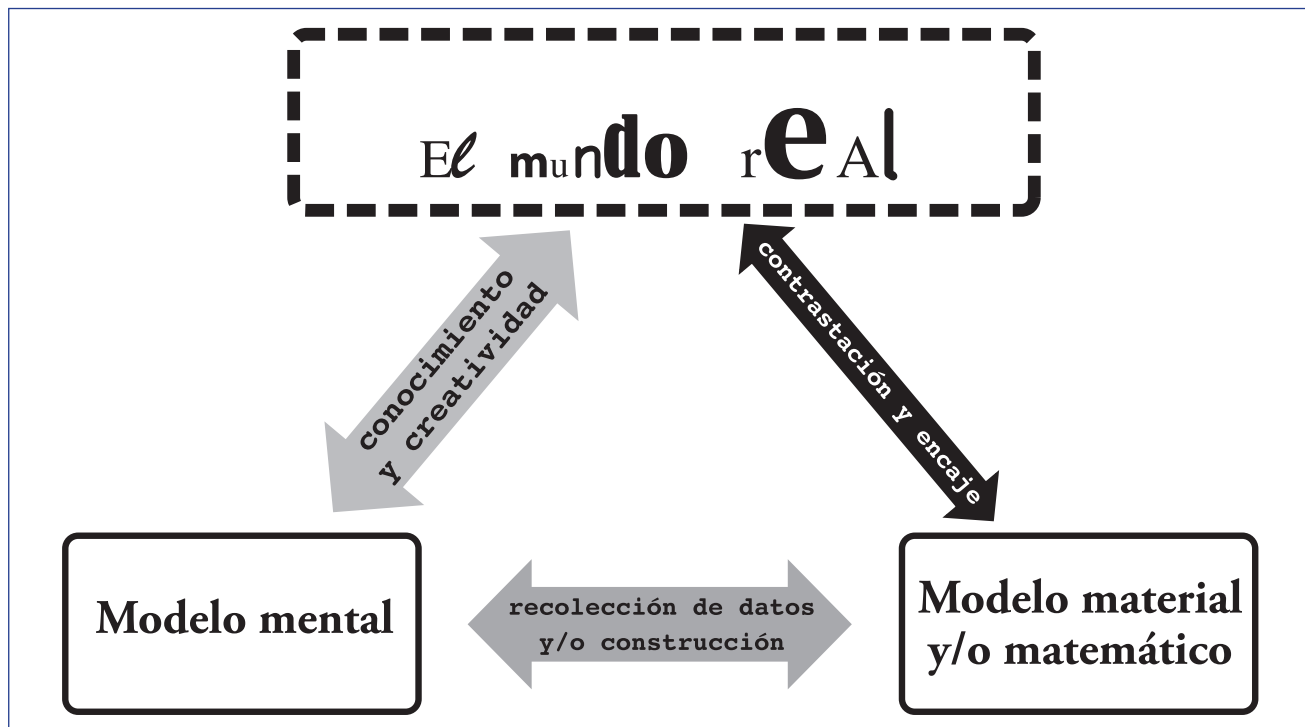 El mundo reAl
conocimiento
y creatividad
contrastación y encaje
Modelo mental
recolección de datos
y/o construcción
Modelo material
y/o matemático